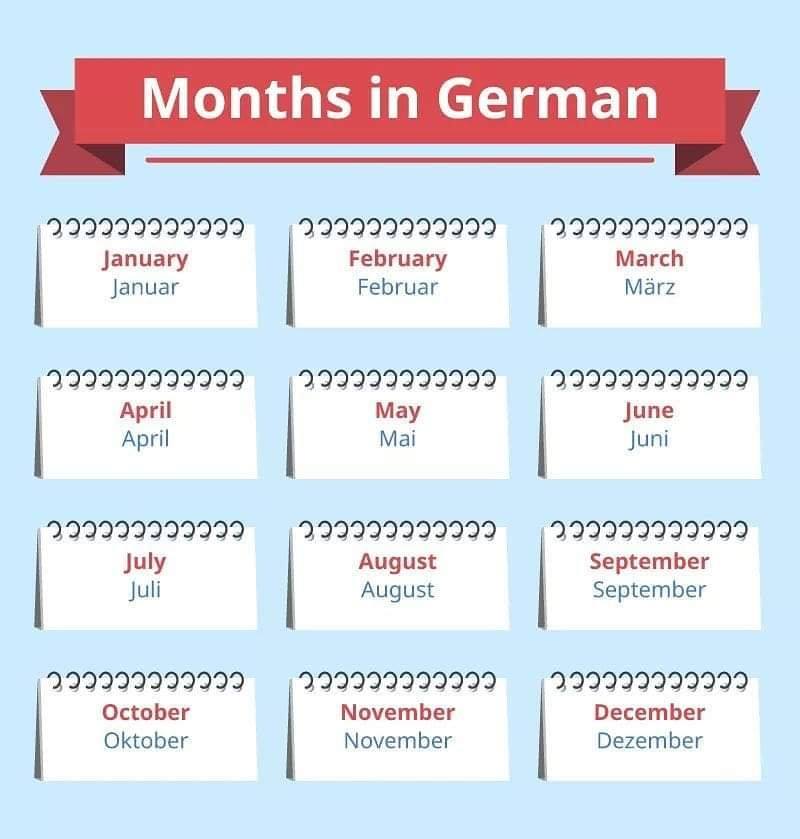 Months in German
January
Januar
February
Februar
March
März
April
April
May
Mai
June
Juni
July
Juli
August
August
September
September
October
Oktober
November
November
December
Dezember